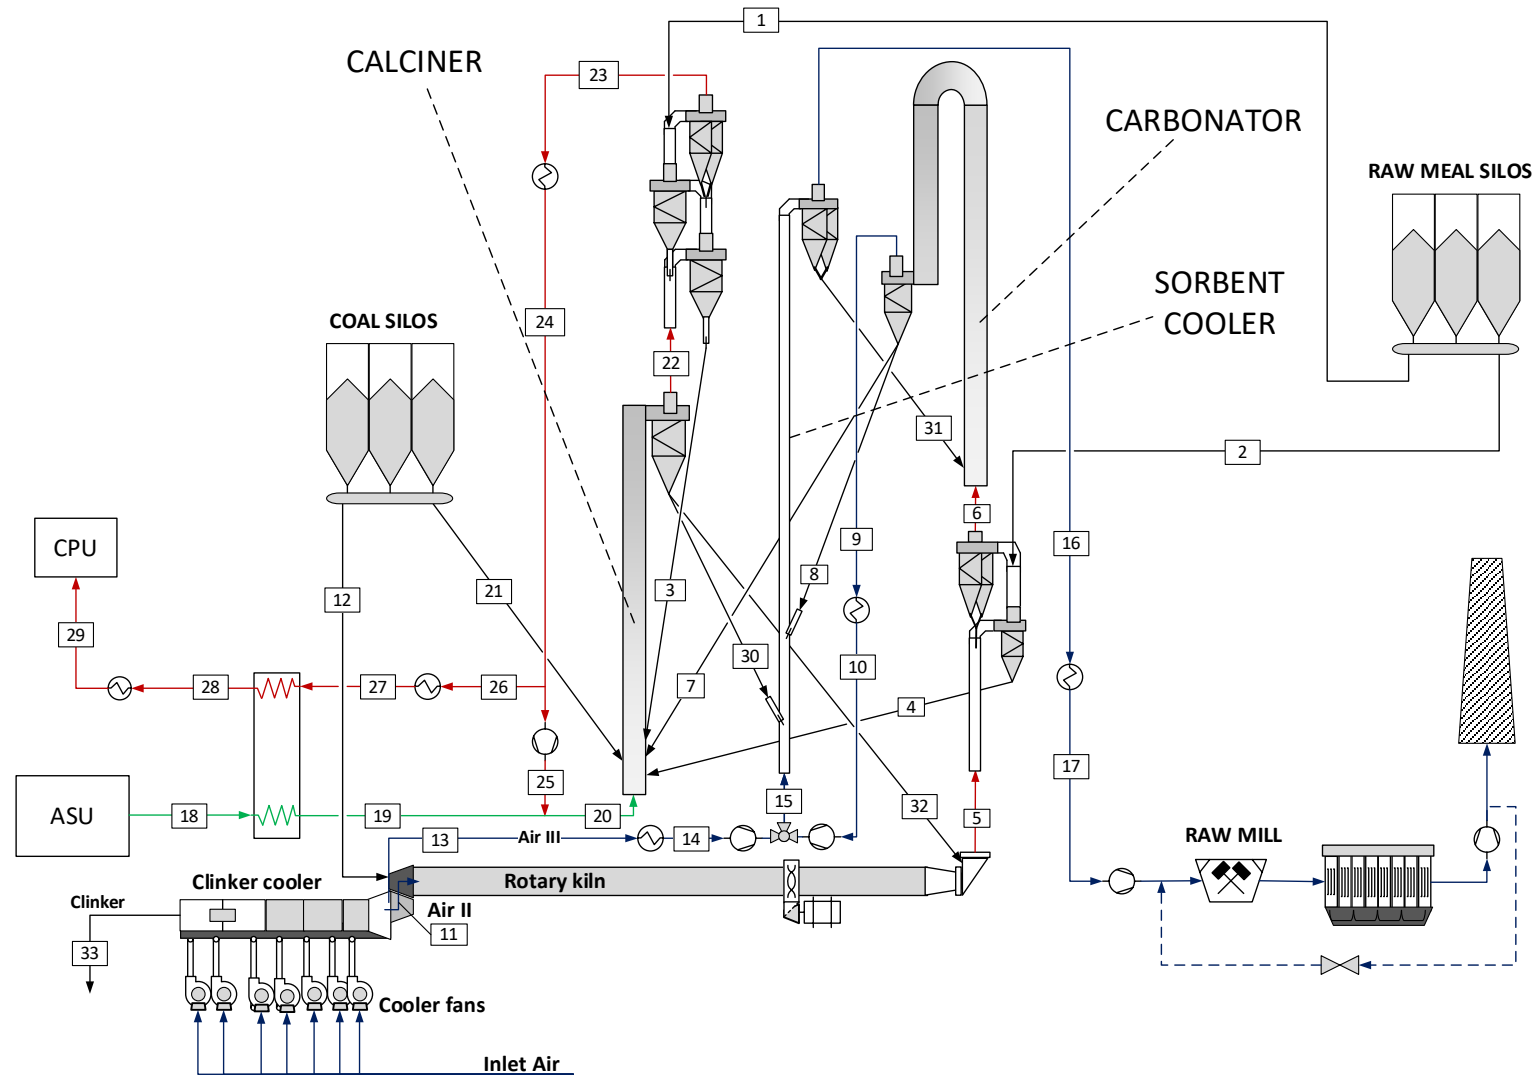 1
CALCINER
23
CARBONATOR
RAW MEAL SILOS
SORBENT
COOLER
COAL SILOS
24
22
31
2
6
CPU
9
16
8
21
3
12
29
30
10
7
28
27
26
4
17
25
15
ASU
18
19
20
32
5
13
Air III
14
RAW MILL
Clinker cooler
Rotary kiln
Clinker
Air II
11
33
Cooler fans
Inlet Air